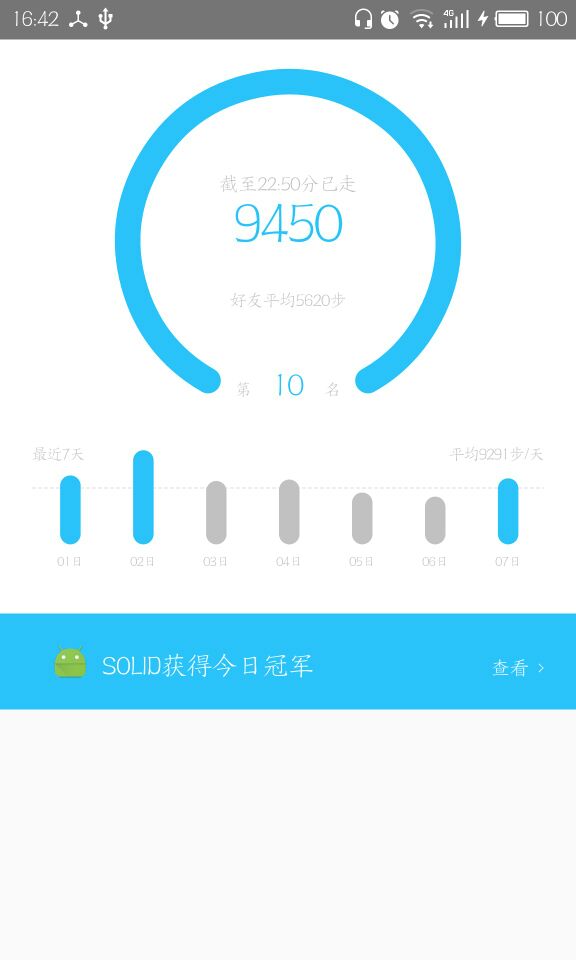 16:42 4G 100
截至22:50分已走
9450
好友平均5620步
第 10 名
最近7天 平均9291步/天
01日 02日 03日 04日 05日 06日 07日
SOLID获得今日冠军 查看 >